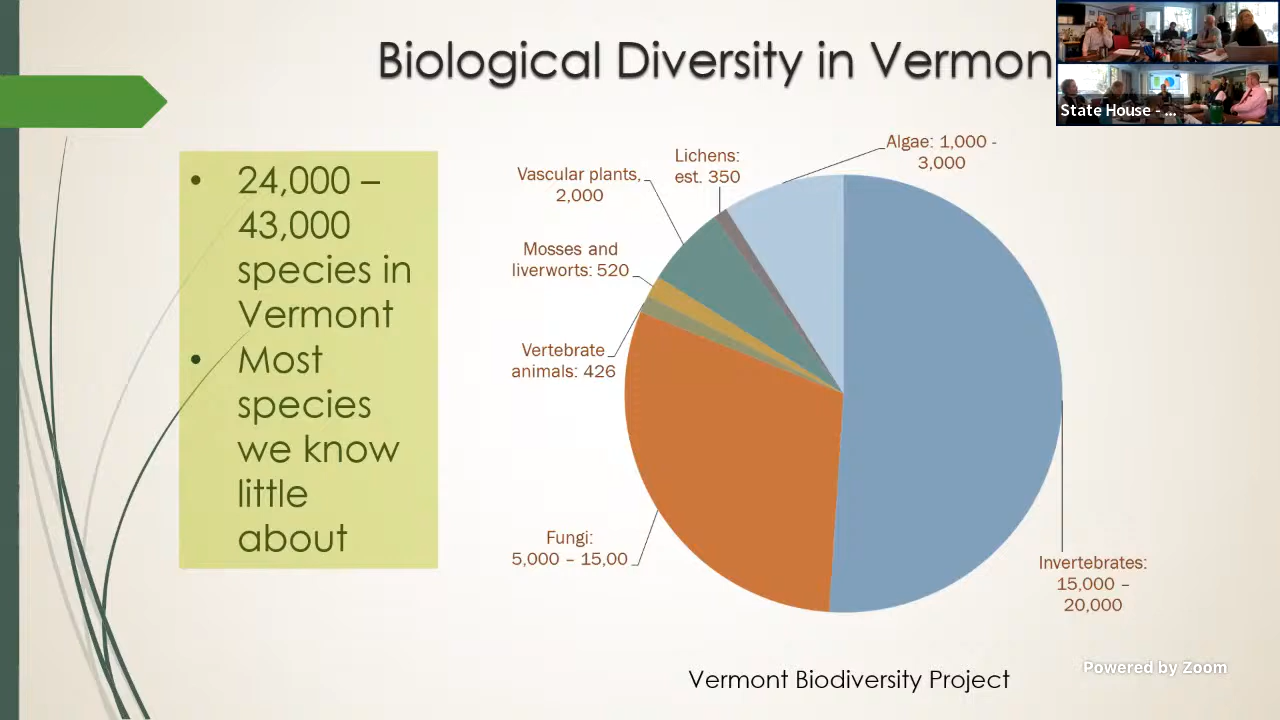 Biological Diversity in Vermon
State House - ...
• 24,000 –
43,000
species in
Vermont
• Most
species
we know
little
about
Algae: 1,000 -
3,000
Lichens:
est. 350
Vascular plants,
2,000
Mosses and
liverworts: 520
Vertebrate
animals: 426
Fungi:
5,000 – 15,00
Invertebrates:
15,000 –
20,000
Vermont Biodiversity Project
Powered by Zoom